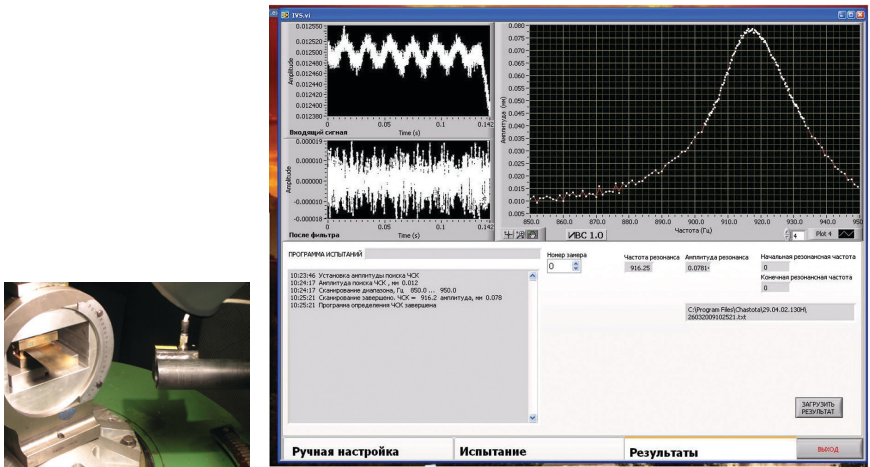 IVS.vi
0.012550
0.012520
0.012500
0.012480
0.012460
0.012440
0.012420
0.012400
0.012380
Amplitude
0 0.05 0.1 0.142
Входящий сигнал Time (s)
0.000019
0.000010
0.000000
-0.000010
-0.000018
Amplitude
0 0.05 0.1 0.142
После фильтра Time (s)
0.080
0.075
0.070
0.065
0.060
0.055
0.050
0.045
0.040
0.035
0.030
0.025
0.020
0.015
0.010
0.005
Амплитуда (мм)
850.0 860.0 870.0 880.0 890.0 900.0 910.0 920.0 930.0 940.0 950
Частота (Гц)
ИВС 1.0
4 Plot 4
ПРОГРАММА ИСПЫТАНИЙ
10:23:46 Установка амплитуды поиска ЧСК
10:24:17 Амплитуда поиска ЧСК , мм 0.012
10:24:17 Сканирование диапазона, Гц 850.0 ... 950.0
10:25:21 Сканирование завершено. ЧСК = 916.2 амплитуда, мм 0.078
10:25:21 Программа определения ЧСК завершена
Номер замера
0
Частота резонанса
916.25
Амплитуда резонанса
0.0781
Начальная резонансная частота
0
Конечная резонансная частота
0
C:\Program Files\Chastota\29.04.02.130Н\
26032009102521.txt
ЗАГРУЗИТЬ
РЕЗУЛЬТАТ
Ручная настройка
Испытание
Результаты
ВЫХОД